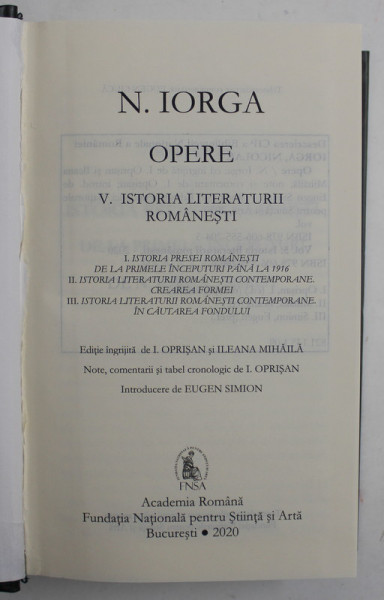 N. IORGA
OPERE
V. ISTORIA LITERATURII
ROMÂNEȘTI
I. ISTORIA PRESEI ROMÂNEȘTI
DE LA PRIMELE ÎNCEPUTURI PÂNĂ LA 1916
II. ISTORIA LITERATURII ROMÂNEȘTI CONTEMPORANE.
CREAREA FORMEI
III. ISTORIA LITERATURII ROMÂNEȘTI CONTEMPORANE.
ÎN CĂUTAREA FONDULUI
Ediție îngrijită de I. OPRIȘAN și ILEANA MIHĂILĂ
Note, comentarii și tabel cronologic de I. OPRIȘAN
Introducere de EUGEN SIMION
FNSA
Academia Română
Fundația Națională pentru Știință și Artă
București ● 2020